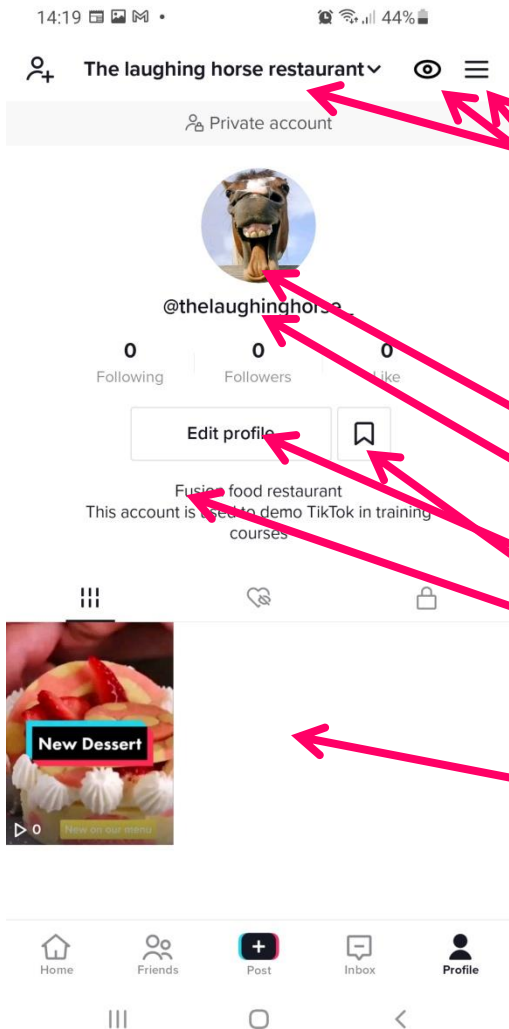 14:19 44%
The laughing horse restaurant
Private account
@thelaughinghorse_
0 0 0
Following Followers Like
Edit profile
Fusion food restaurant
This account is used to demo TikTok in training
courses
New Dessert
0 New on our menu
Home Friends Post Inbox Profile